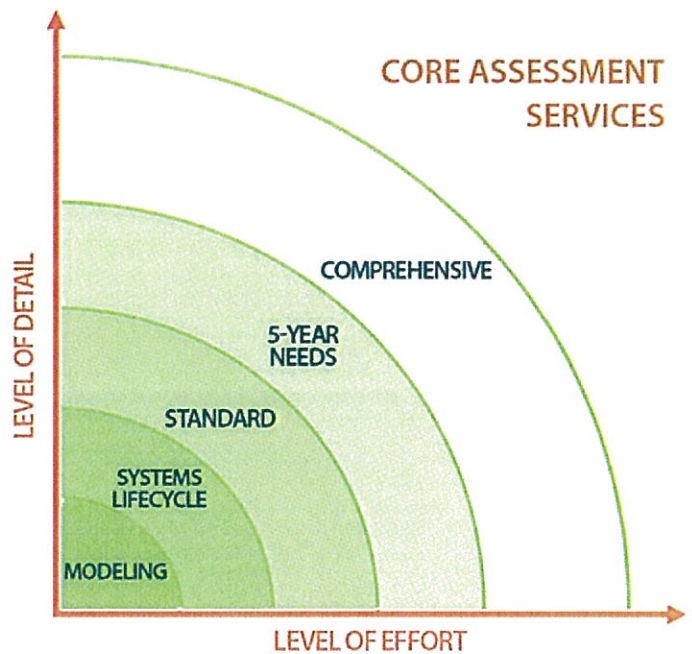 CORE ASSESSMENT
SERVICES
COMPREHENSIVE
5-YEAR
NEEDS
STANDARD
SYSTEMS
LIFECYCLE
MODELING
LEVEL OF DETAIL
LEVEL OF EFFORT